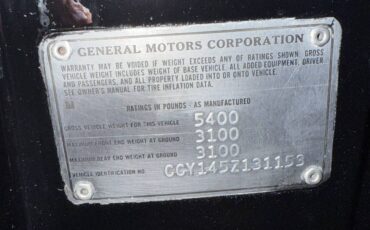 GENERAL MOTORS CORPORATION
WARRANTY MAY BE VOIDED IF WEIGHT EXCEEDS ANY OF RATINGS SHOWN. GROSS
VEHICLE WEIGHT INCLUDES WEIGHT OF BASE VEHICLE, ALL ADDED EQUIPMENT, DRIVER
AND PASSENGERS, AND ALL PROPERTY LOADED INTO OR ONTO VEHICLE.
SEE OWNER'S MANUAL FOR TIRE INFLATION DATA.
RATINGS IN POUNDS - AS MANUFACTURED
GROSS VEHICLE WEIGHT FOR THIS VEHICLE 5400
MAXIMUM FRONT END WEIGHT AT GROUND 3100
MAXIMUM REAR END WEIGHT AT GROUND 3100
VEHICLE IDENTIFICATION NO CCY145Z131153